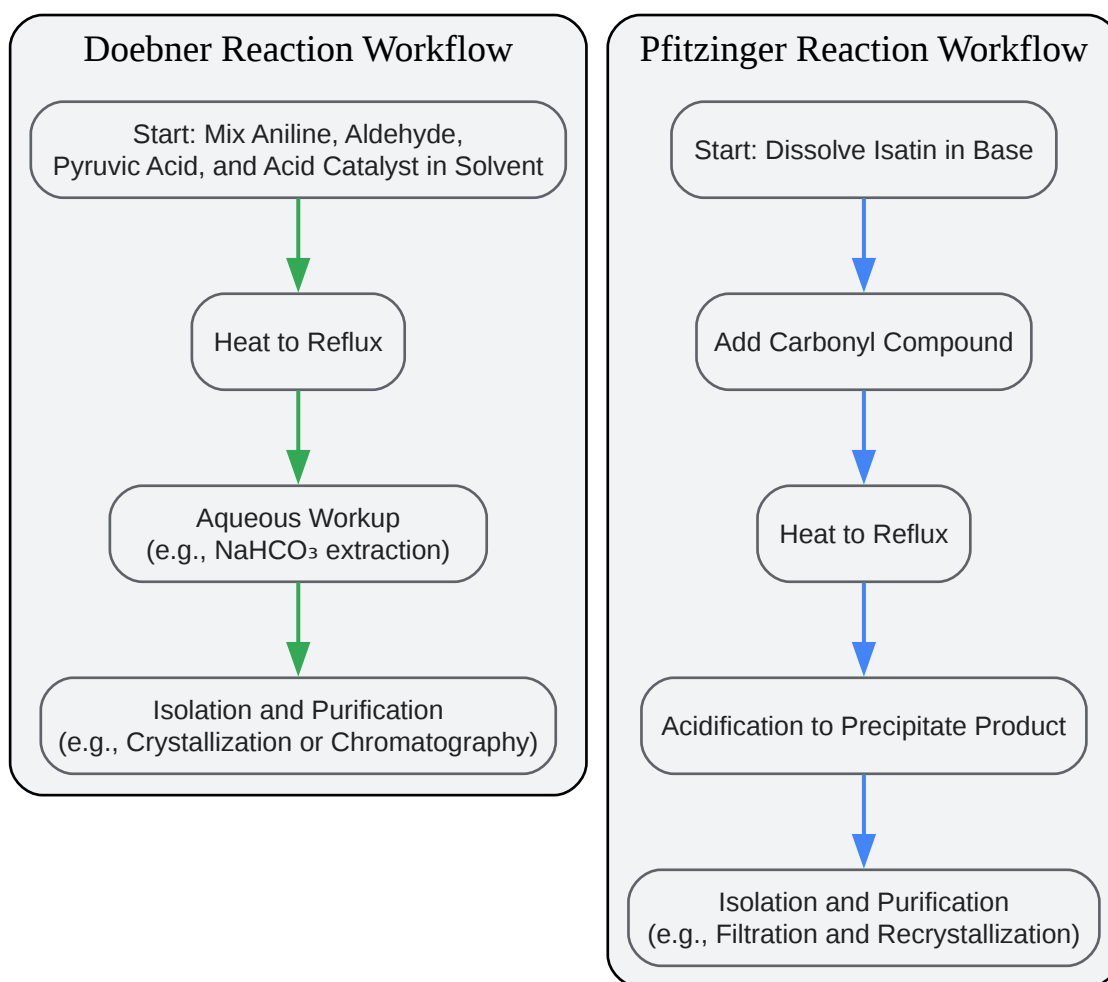 Doebner Reaction Workflow
Start: Mix Aniline, Aldehyde,
Pyruvic Acid, and Acid Catalyst in Solvent
Heat to Reflux
Aqueous Workup
(e.g., NaHCO₃ extraction)
Isolation and Purification
(e.g., Crystallization or Chromatography)
Pfitzinger Reaction Workflow
Start: Dissolve Isatin in Base
Add Carbonyl Compound
Heat to Reflux
Acidification to Precipitate Product
Isolation and Purification
(e.g., Filtration and Recrystallization)